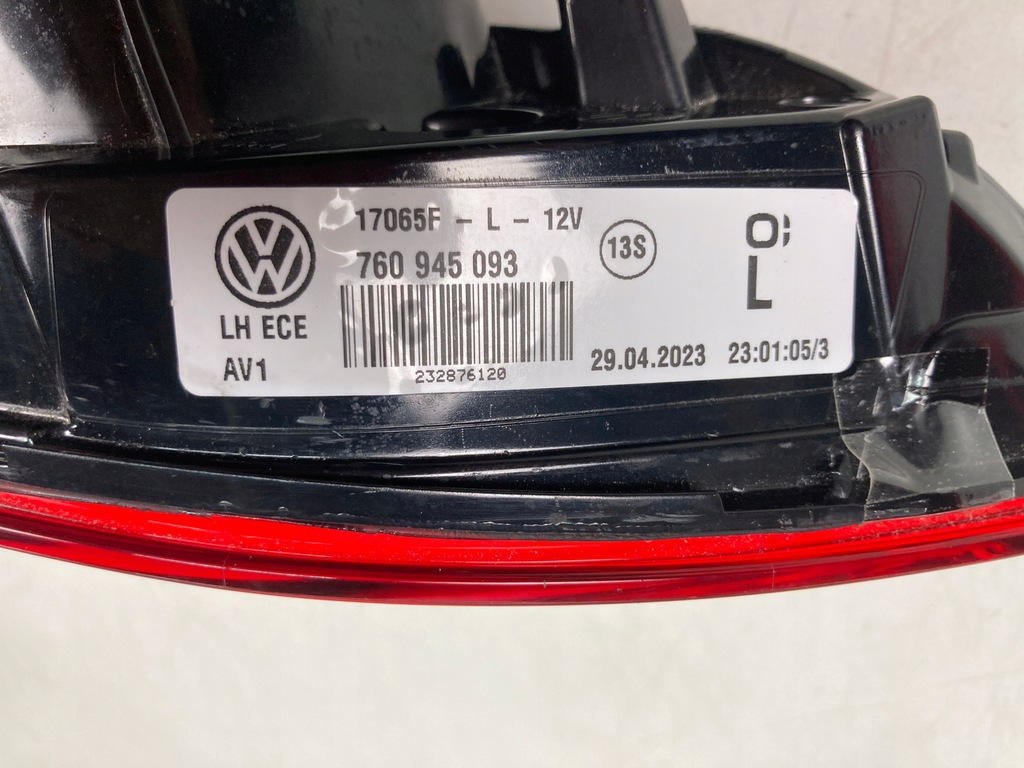 17065F - L - 12V
760 945 093
13S
LH ECE
AV1
232876120
29.04.2023 23:01:05/3
L